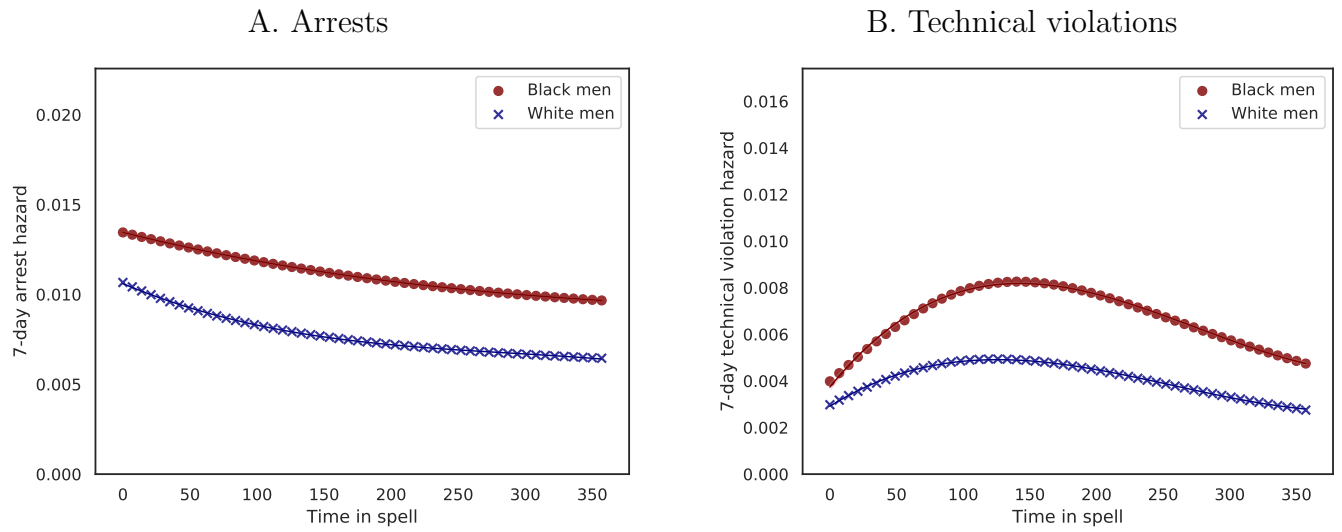 A. Arrests
7-day arrest hazard
0.020
0.015
0.010
0.005
0.000
Black men
White men
0 50 100 150 200 250 300 350
Time in spell
B. Technical violations
7-day technical violation hazard
0.016
0.014
0.012
0.010
0.008
0.006
0.004
0.002
0.000
Black men
White men
0 50 100 150 200 250 300 350
Time in spell